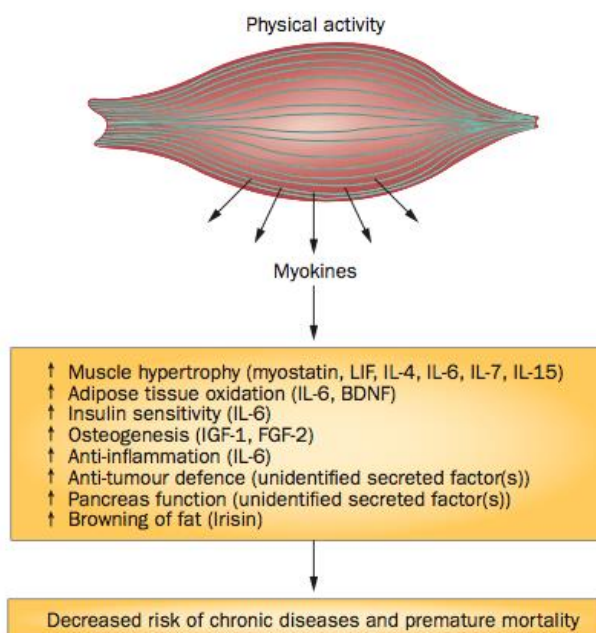 Physical activity
Myokines
↑ Muscle hypertrophy (myostatin, LIF, IL-4, IL-6, IL-7, IL-15)
↑ Adipose tissue oxidation (IL-6, BDNF)
↑ Insulin sensitivity (IL-6)
↑ Osteogenesis (IGF-1, FGF-2)
↑ Anti-inflammation (IL-6)
↑ Anti-tumour defence (unidentified secreted factor(s))
↑ Pancreas function (unidentified secreted factor(s))
↑ Browning of fat (Irisin)
Decreased risk of chronic diseases and premature mortality